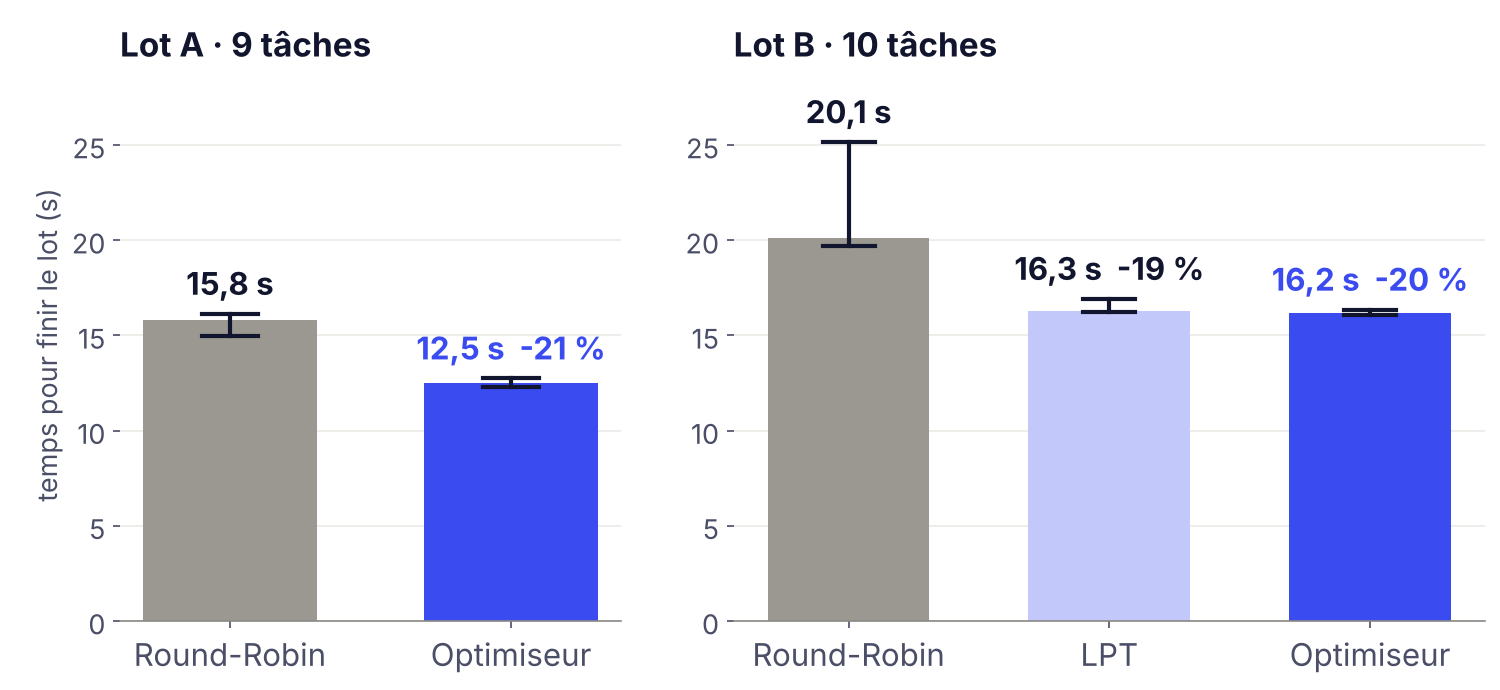 Lot A · 9 tâches
temps pour finir le lot (s)
25
20
15
10
5
0
15,8 s
12,5 s -21 %
Round-Robin
Optimiseur
Lot B · 10 tâches
25
20
15
10
5
0
20,1 s
16,3 s -19 %
16,2 s -20 %
Round-Robin
LPT
Optimiseur